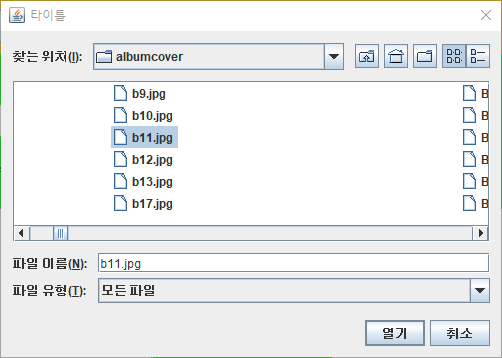 타이틀
찾는 위치(I):
albumcover
b9.jpg
B
b10.jpg
B
b11.jpg
B
b12.jpg
B
b13.jpg
B
b17.jpg
B
파일 이름(N):
b11.jpg
파일 유형(T):
모든 파일
열기
취소